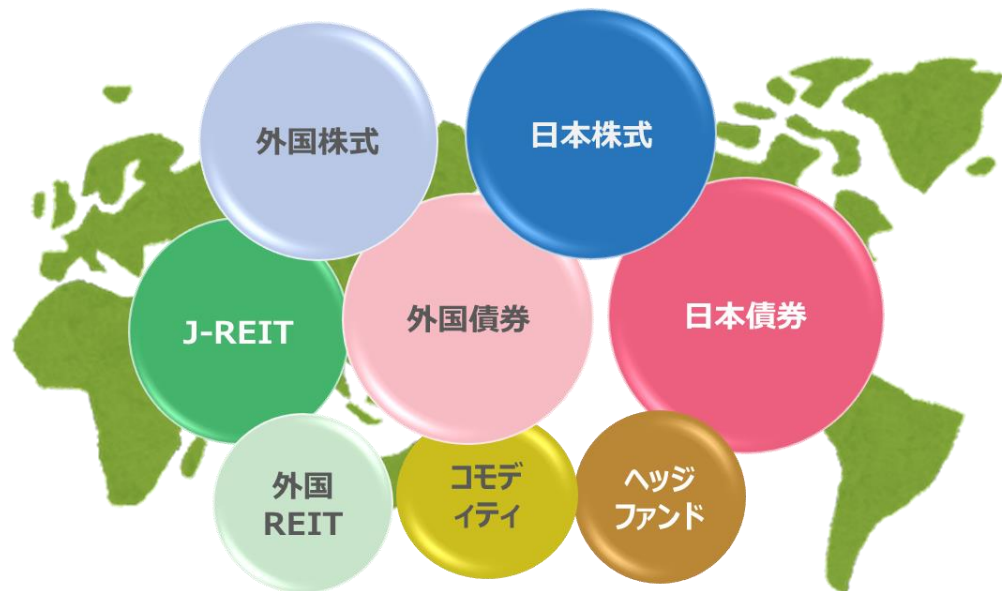 外国株式
日本株式
J-REIT
外国債券
日本債券
外国
REIT
コモデ
ィティ
ヘッジ
ファンド